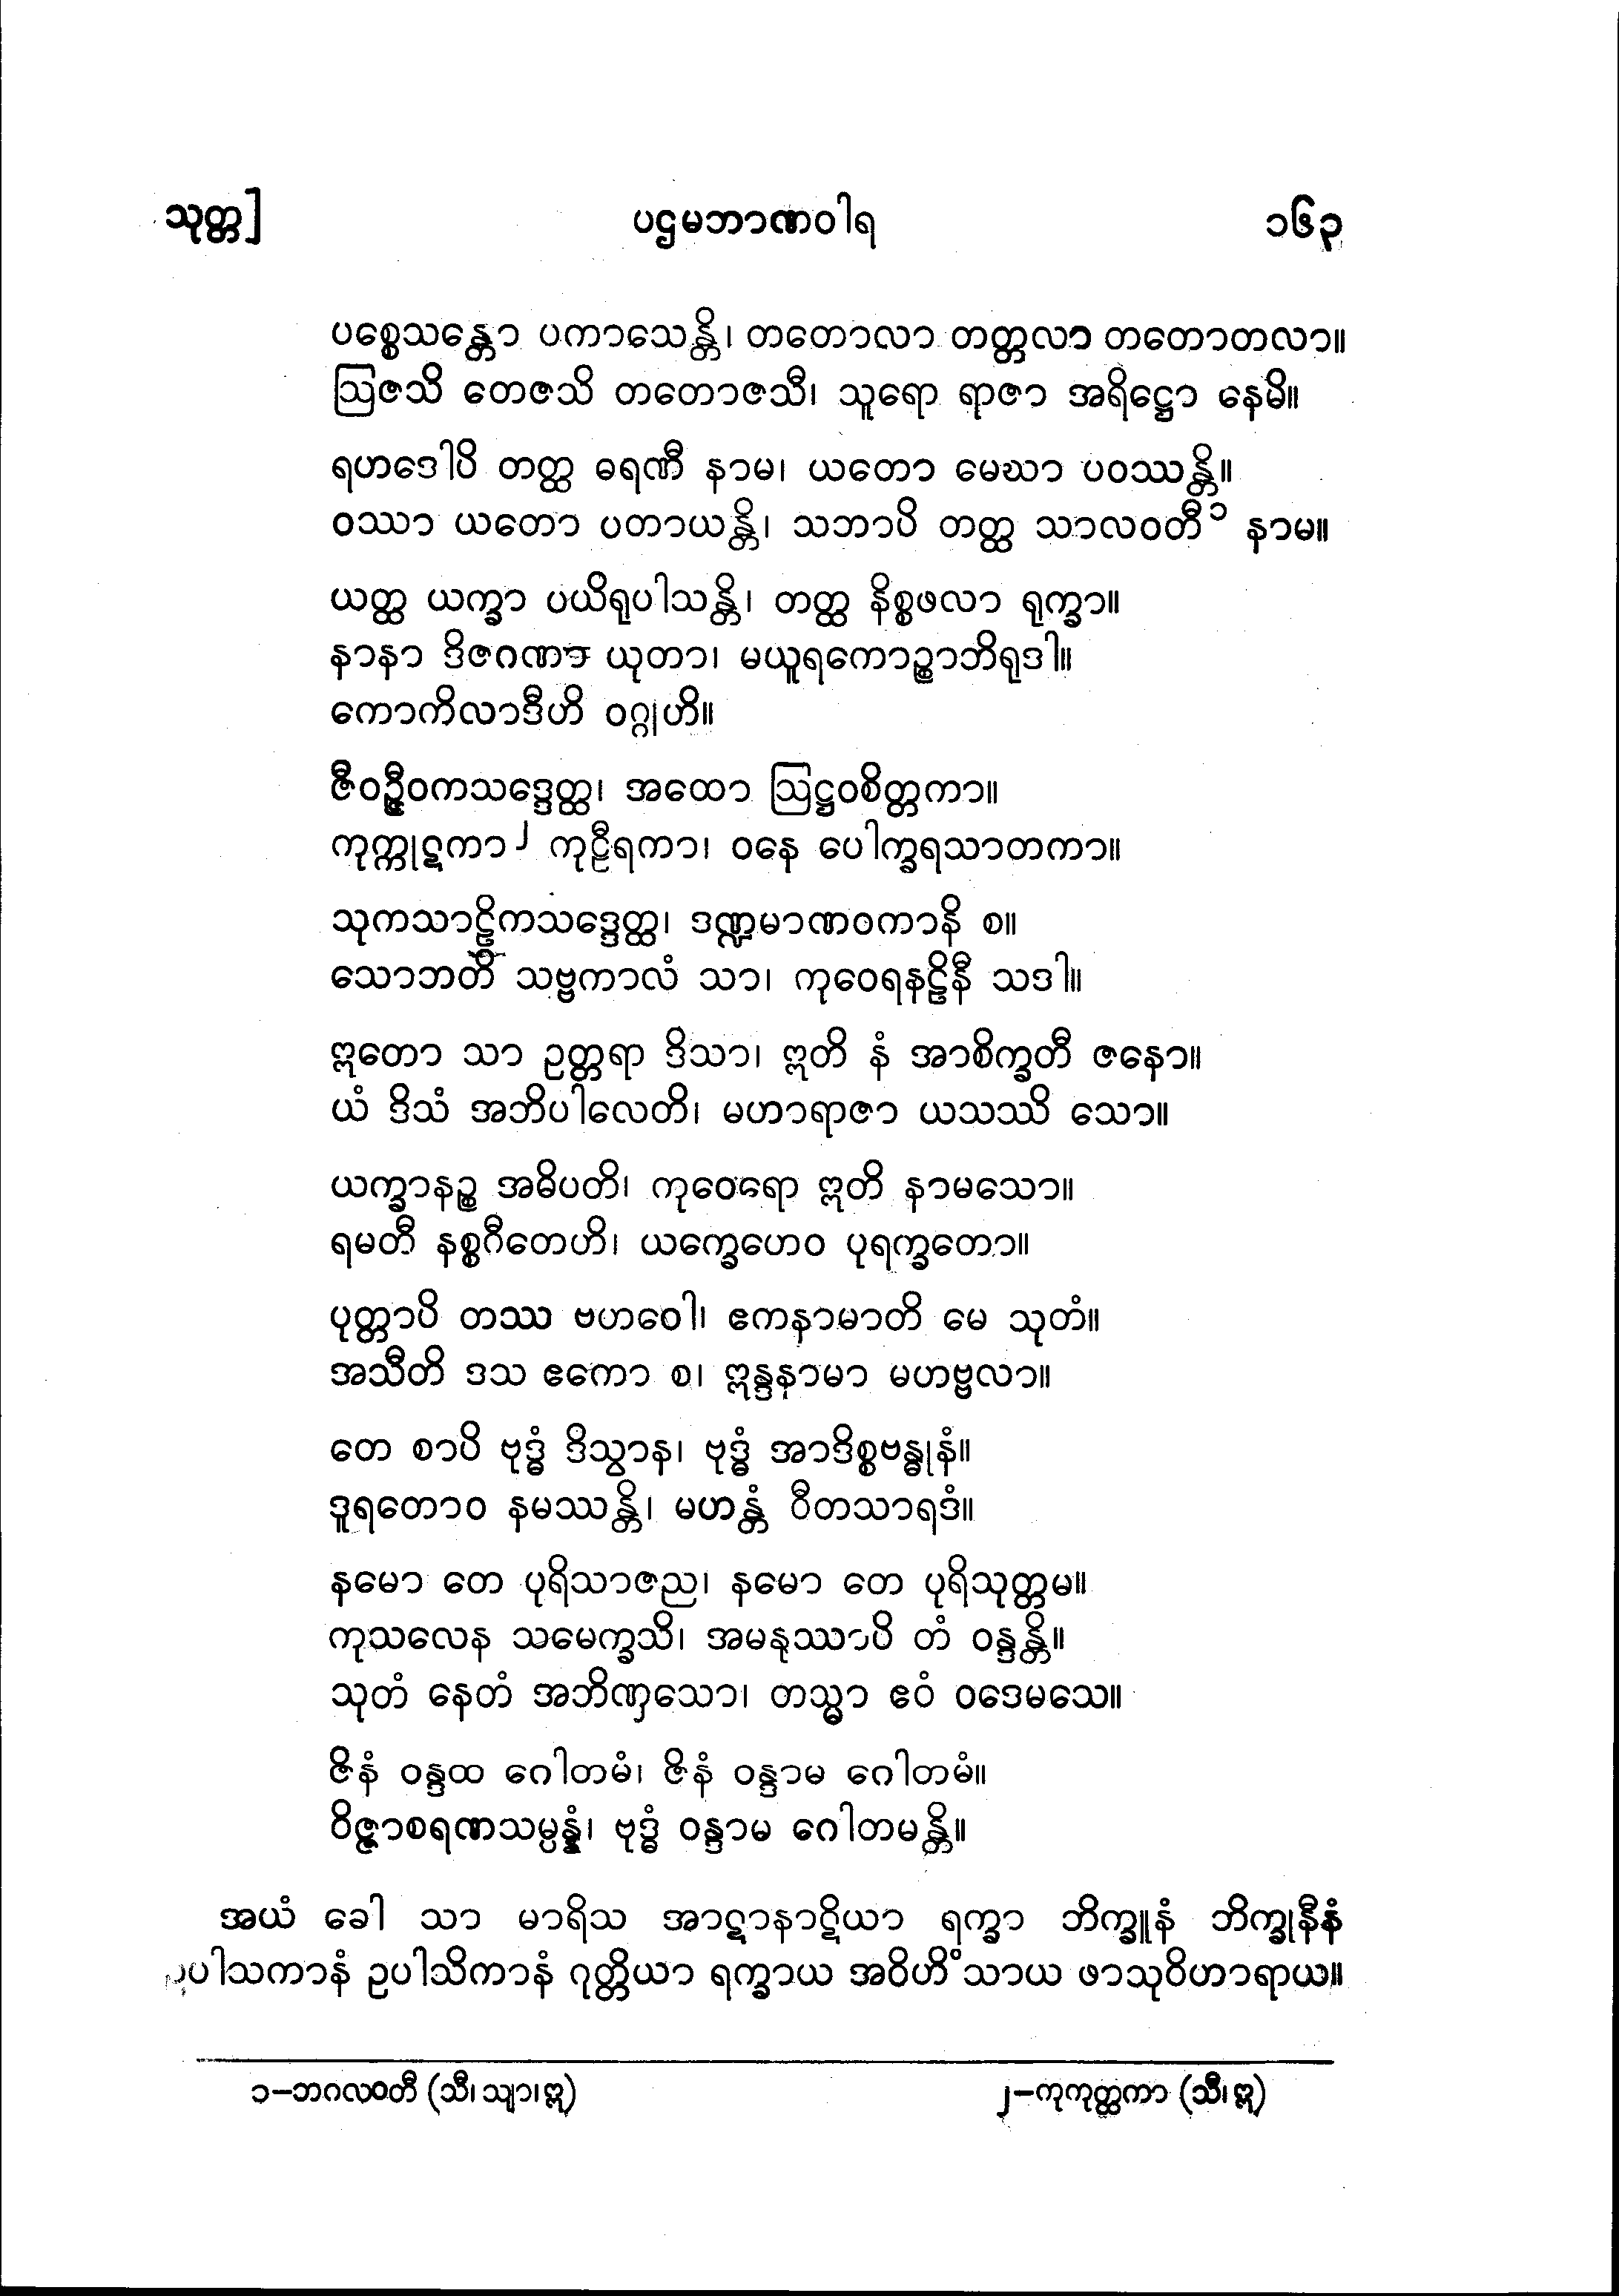 သုတ္တ] ပဌမဘာဏဝါရ ၁၆၃
ပစ္စေသန္တော ပကာသေန္တိ၊ တတောလာ တတ္တလာ တတောတလာ။
ဩဇသိ တေဇသိ တတောဇသီ၊ သူရော ရာဇာ အရိဋ္ဌော နေမိ။
ရဟဒေါပိ တတ္ထ ဓရဏီ နာမ၊ ယတော မေဃာ ပဝဿန္တိ။
ဝဿာ ယတော ပတာယန္တိ၊ သဘာပိ တတ္ထ သာလဝတီ၁ နာမ။
ယတ္ထ ယက္ခာ ပယိရုပါသန္တိ၊ တတ္ထ နိစ္စဖလာ ရုက္ခာ။
နာနာ ဒိဇဂဏာ ယုတာ၊ မယူရကောဉ္စာဘိရုဒါ။
ကောကိလာဒီဟိ ဝဂ္ဂုဟိ။
ဇီဝဉ္ဇီဝကသဒ္ဒေတ္ထ၊ အထော ဩဋ္ဌဝစိတ္တကာ။
ကုက္ကုဋကာ၂ ကုဠီရကာ၊ ဝနေ ပေါက္ခရသာတကာ။
သုကသာဠိကသဒ္ဒေတ္ထ၊ ဒဏ္ဍမာဏဝကာနိ စ။
သောဘတိ သဗ္ဗကာလံ သာ၊ ကုဝေရနဠိနီ သဒါ။
ဣတော သာ ဥတ္တရာ ဒိသာ၊ ဣတိ နံ အာစိက္ခတီ ဇနော။
ယံ ဒိသံ အဘိပါလေတိ၊ မဟာရာဇာ ယသဿိ သော။
ယက္ခာနဉ္စ အဓိပတိ၊ ကုဝေရော ဣတိ နာမသော။
ရမတီ နစ္စဂီတေဟိ၊ ယက္ခေဟေဝ ပုရက္ခတော။
ပုတ္တာပိ တဿ ဗဟဝေါ၊ ဧကနာမာတိ မေ သုတံ။
အသီတိ ဒသ ဧကော စ၊ ဣန္ဒနာမာ မဟဗ္ဗလာ။
တေ စာပိ ဗုဒ္ဓံ ဒိသွာန၊ ဗုဒ္ဓံ အာဒိစ္စဗန္ဓုနံ။
ဒူရတောဝ နမဿန္တိ၊ မဟန္တံ ဝီတသာရဒံ။
နမော တေ ပုရိသာဇည၊ နမော တေ ပုရိသုတ္တမ။
ကုသလေန သမေက္ခသိ၊ အမနုဿာပိ တံ ဝန္ဒန္တိ။
သုတံ နေတံ အဘိဏှသော၊ တသ္မာ ဧဝံ ဝဒေမသေ။
ဇိနံ ဝန္ဒထ ဂေါတမံ၊ ဇိနံ ဝန္ဒာမ ဂေါတမံ။
ဝိဇ္ဇာစရဏသမ္ပန္နံ၊ ဗုဒ္ဓံ ဝန္ဒာမ ဂေါတမန္တိ။
အယံ ခေါ သာ မာရိသ အာဋာနာဋိယာ ရက္ခာ ဘိက္ခူနံ ဘိက္ခုနီနံ
ဥပါသကာနံ ဥပါသိကာနံ ဂုတ္တိယာ ရက္ခာယ အဝိဟိံသာယ ဖာသုဝိဟာရာယ။
၁-ဘဂလဝတီ (သီ၊ သျာ၊ ဣ) ၂-ကုကုတ္ထကာ (သီ၊ ဣ)